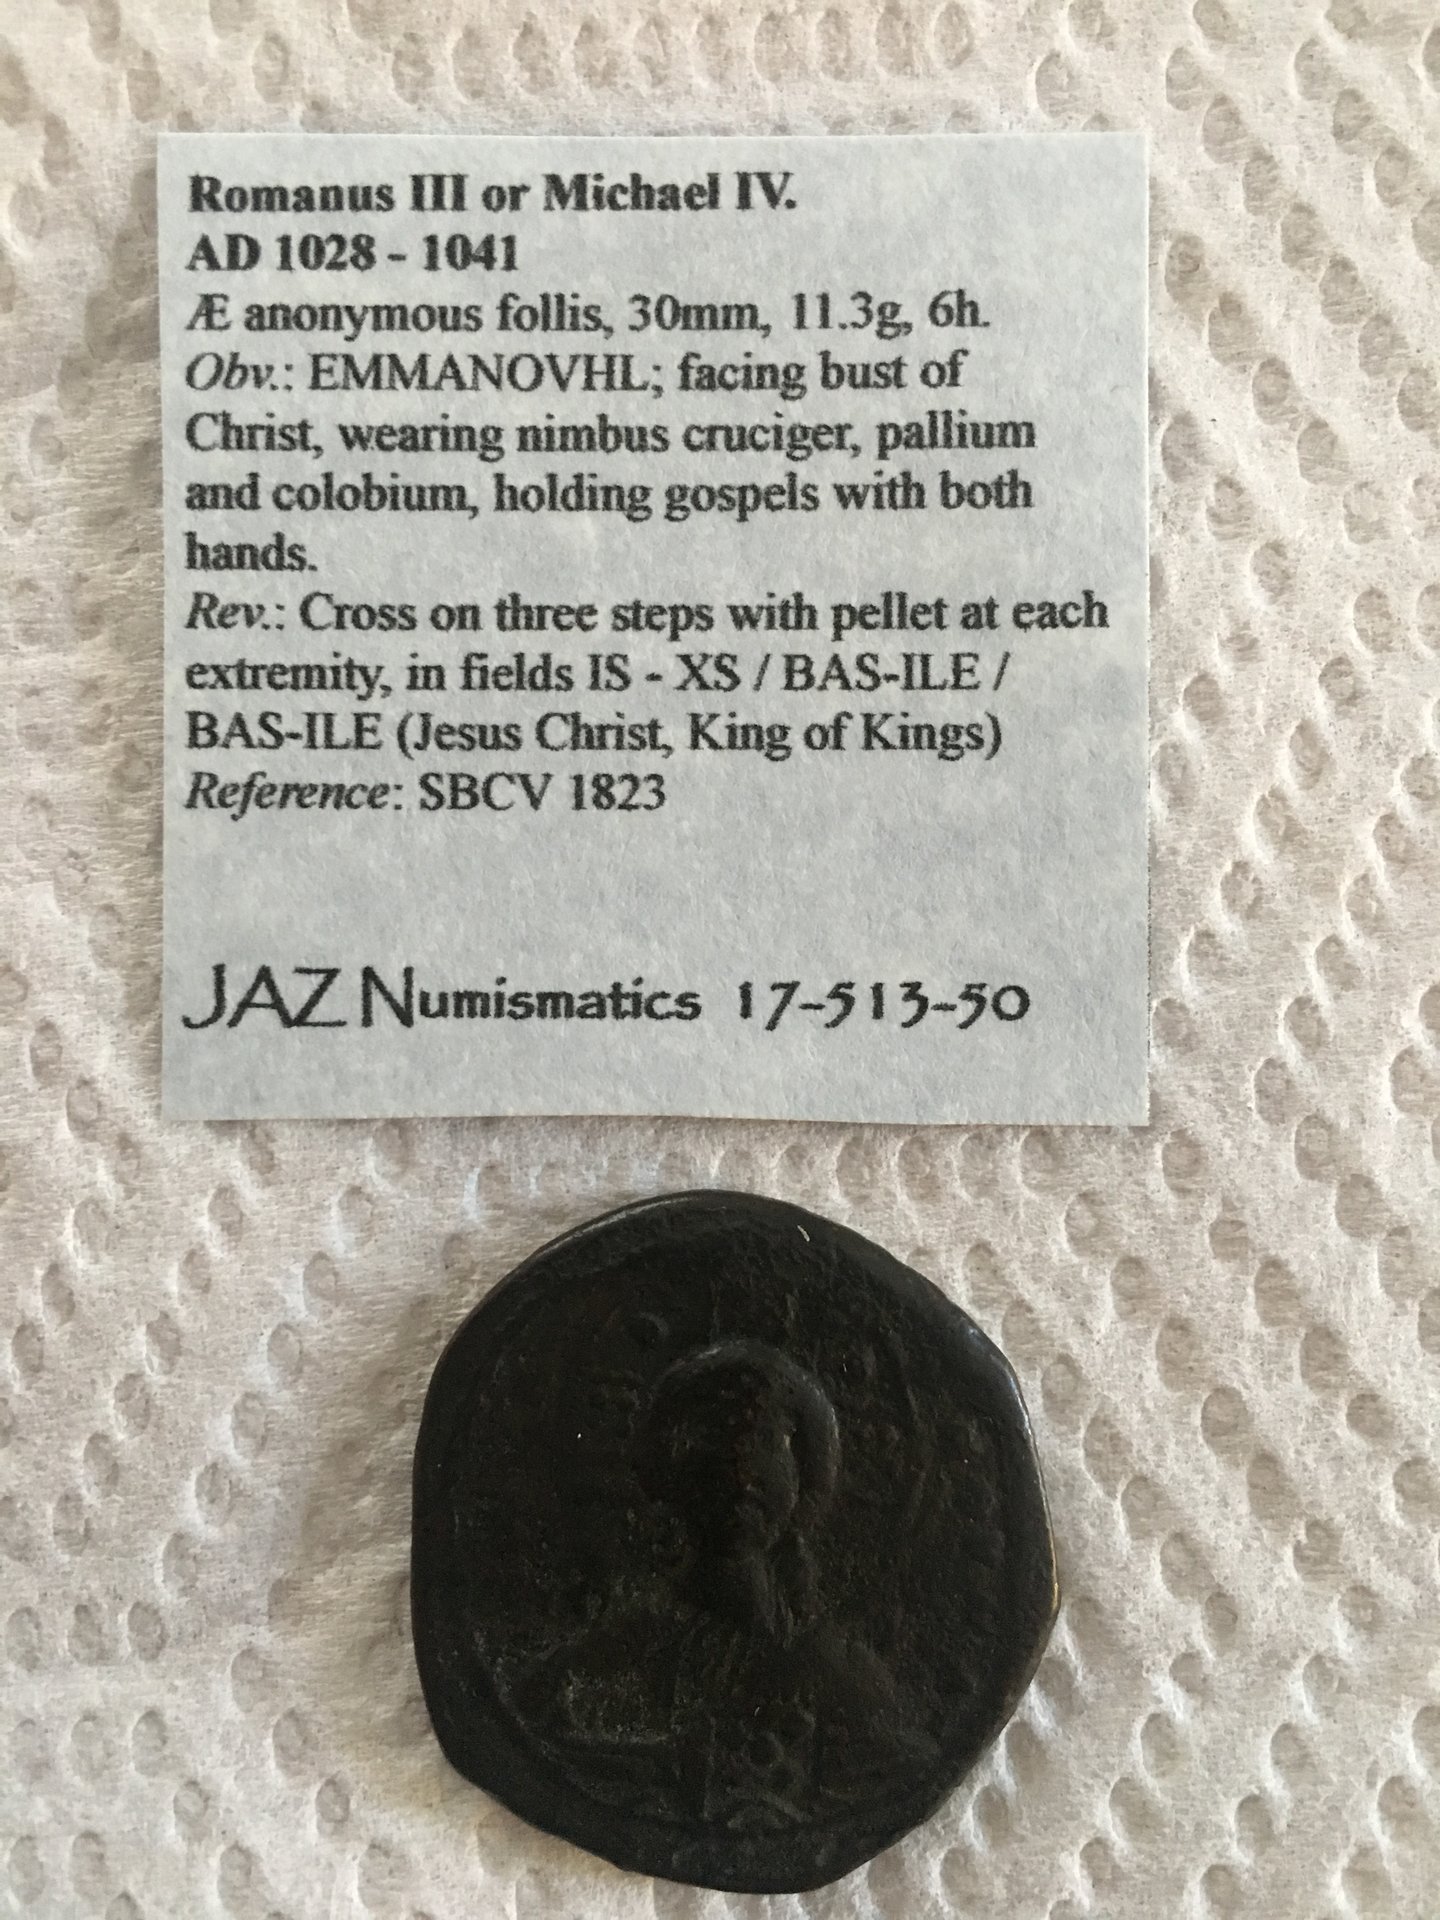 Romanus III or Michael IV.
AD 1028 - 1041
Æ anonymous follis, 30mm, 11.3g, 6h.
Obv.: EMMANOVHL; facing bust of
Christ, wearing nimbus cruciger, pallium
and colobium, holding gospels with both
hands.
Rev.: Cross on three steps with pellet at each
extremity, in fields IS - XS / BAS-ILE /
BAS-ILE (Jesus Christ, King of Kings)
Reference: SBCV 1823
JAZ Numismatics 17-513-50